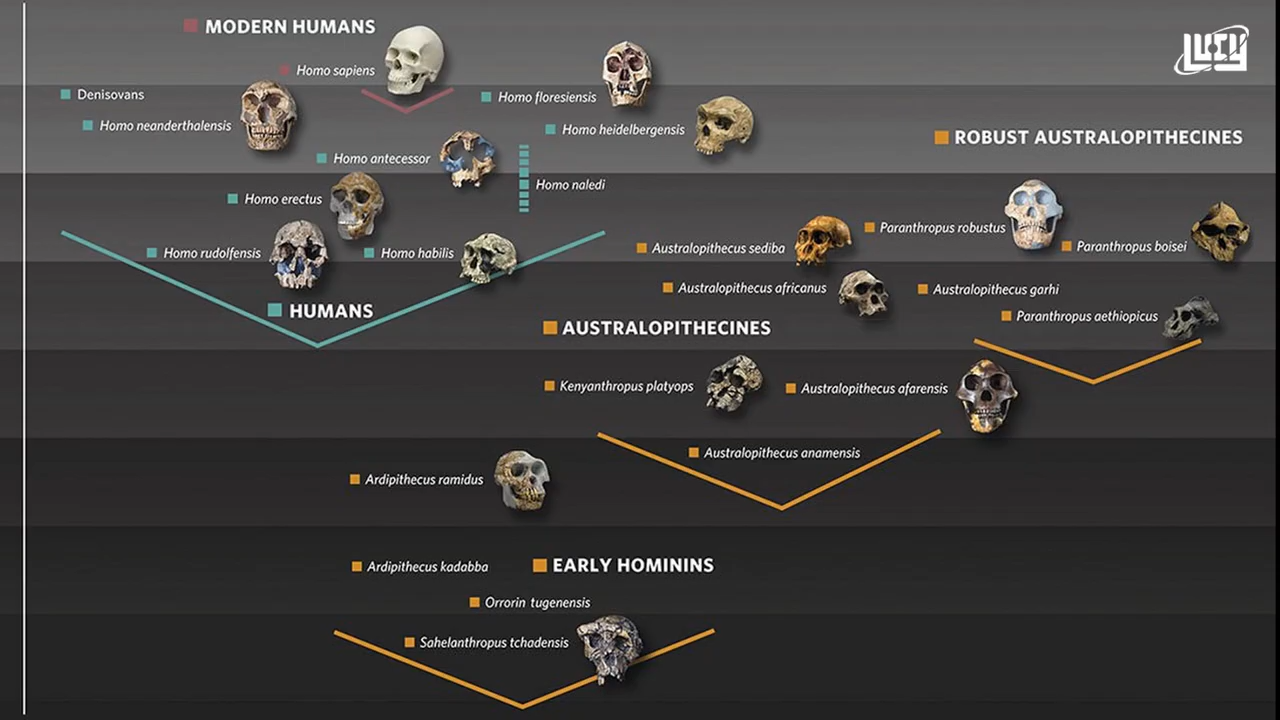 MODERN HUMANS
LUCY
Homo sapiens
Denisovans
Homo floresiensis
Homo neanderthalensis
Homo heidelbergensis
ROBUST AUSTRALOPITHECINES
Homo antecessor
Homo naledi
Homo erectus
Paranthropus robustus
Paranthropus boisei
Australopithecus sediba
Homo rudolfensis
Homo habilis
Australopithecus africanus
Australopithecus garhi
HUMANS
Paranthropus aethiopicus
AUSTRALOPITHECINES
Kenyanthropus platyops
Australopithecus afarensis
Australopithecus anamensis
Ardipithecus ramidus
Ardipithecus kadabba
EARLY HOMININS
Orrorin tugenensis
Sahelanthropus tchadensis